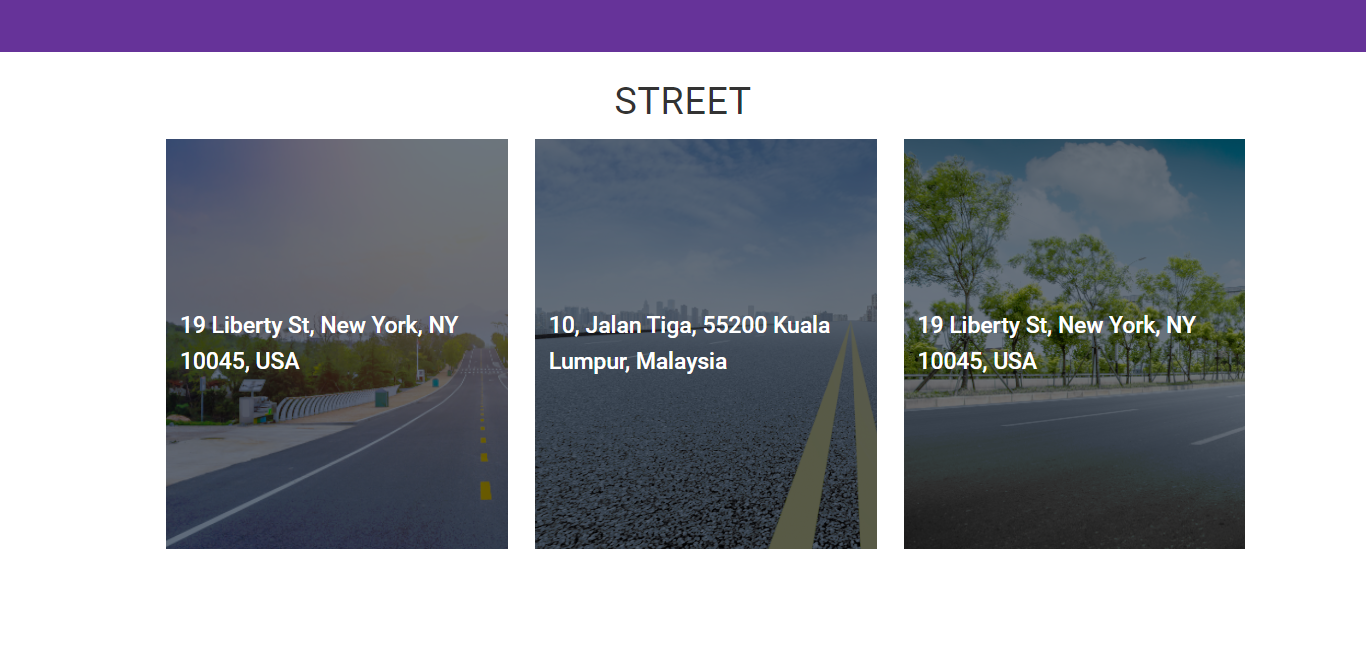 STREET
19 Liberty St, New York, NY
10045, USA
10, Jalan Tiga, 55200 Kuala
Lumpur, Malaysia
19 Liberty St, New York, NY
10045, USA